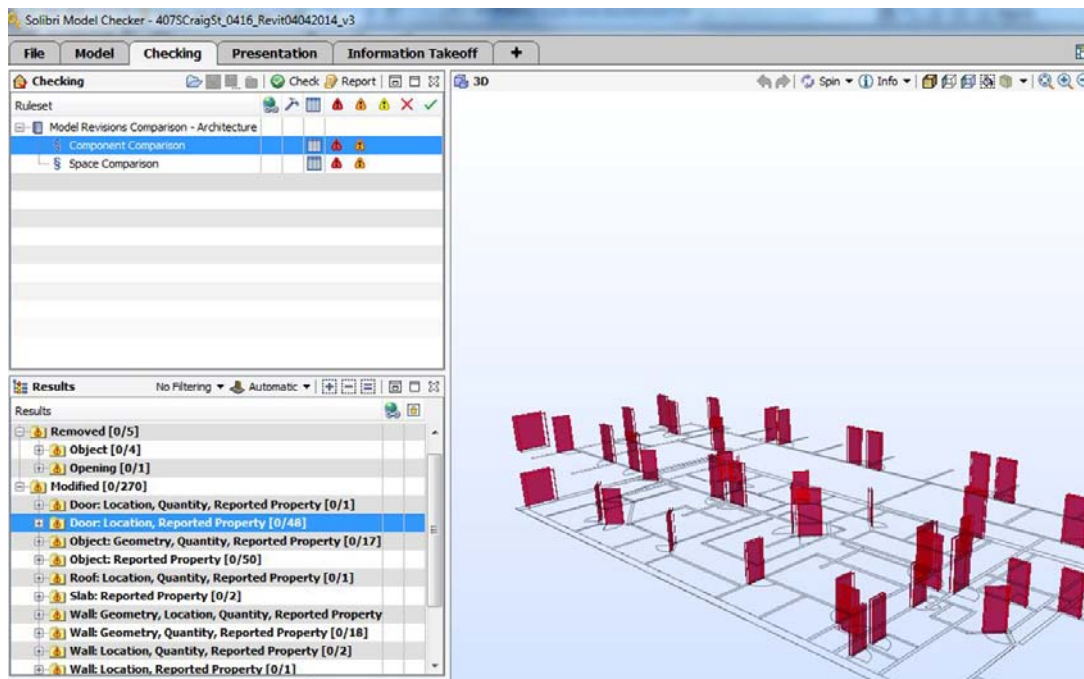 Solibri Model Checker - 407SCraigSt_0416_Revit04042014_v3
File Model Checking Presentation Information Takeoff +
Checking Check Report
3D Spin Info
Ruleset
Model Revisions Comparison - Architecture
§ Component Comparison
§ Space Comparison
Results No Filtering Automatic
Results
Removed [0/5]
Object [0/4]
Opening [0/1]
Modified [0/270]
Door: Location, Quantity, Reported Property [0/1]
Door: Location, Reported Property [0/48]
Object: Geometry, Quantity, Reported Property [0/17]
Object: Reported Property [0/50]
Roof: Location, Quantity, Reported Property [0/1]
Slab: Reported Property [0/2]
Wall: Geometry, Location, Quantity, Reported Property
Wall: Geometry, Quantity, Reported Property [0/18]
Wall: Location, Quantity, Reported Property [0/2]
Wall: Location, Reported Property [0/1]